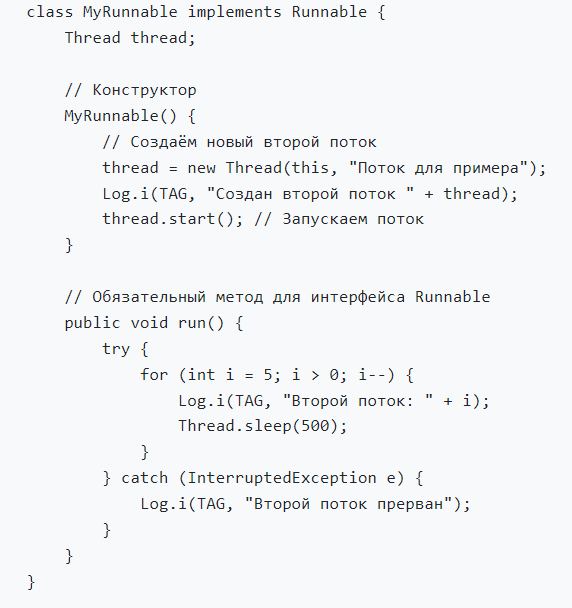 class MyRunnable implements Runnable {
    Thread thread;

    // Конструктор
    MyRunnable() {
        // Создаём новый второй поток
        thread = new Thread(this, "Поток для примера");
        Log.i(TAG, "Создан второй поток " + thread);
        thread.start(); // Запускаем поток
    }

    // Обязательный метод для интерфейса Runnable
    public void run() {
        try {
            for (int i = 5; i > 0; i--) {
                Log.i(TAG, "Второй поток: " + i);
                Thread.sleep(500);
            }
        } catch (InterruptedException e) {
            Log.i(TAG, "Второй поток прерван");
        }
    }
}